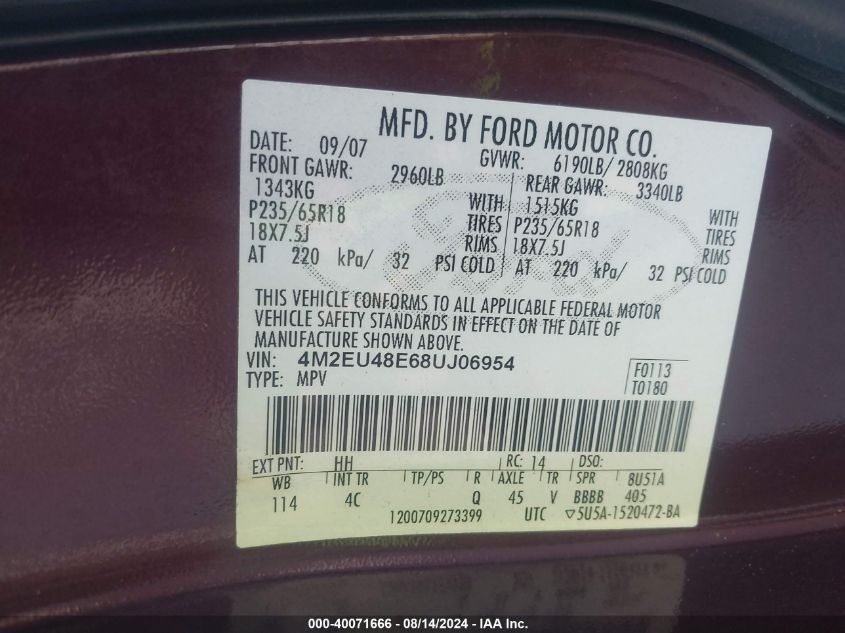 MFD. BY FORD MOTOR CO.
DATE: 09/07 GVWR: 6190LB/ 2808KG
FRONT GAWR: 2960LB REAR GAWR: 3340LB
1343KG WITH 1515KG WITH
P235/65R18 TIRES P235/65R18 TIRES
18X7.5J RIMS 18X7.5J RIMS
AT 220 kPa/ 32 PSI COLD AT 220 kPa/ 32 PSI COLD
THIS VEHICLE CONFORMS TO ALL APPLICABLE FEDERAL MOTOR
VEHICLE SAFETY STANDARDS IN EFFECT ON THE DATE OF
MANUFACTURE SHOWN ABOVE.
VIN: 4M2EU48E68UJ06954 F0113
TYPE: MPV T0180
EXT PNT: HH RC: 14 DSO:
WB INT TR TP/PS R AXLE TR SPR 8U51A
114 4C Q 45 V BBBB 405
1200709273399 UTC ▽5U5A-1520472-BA
000-40071666 - 08/14/2024 - IAA Inc.